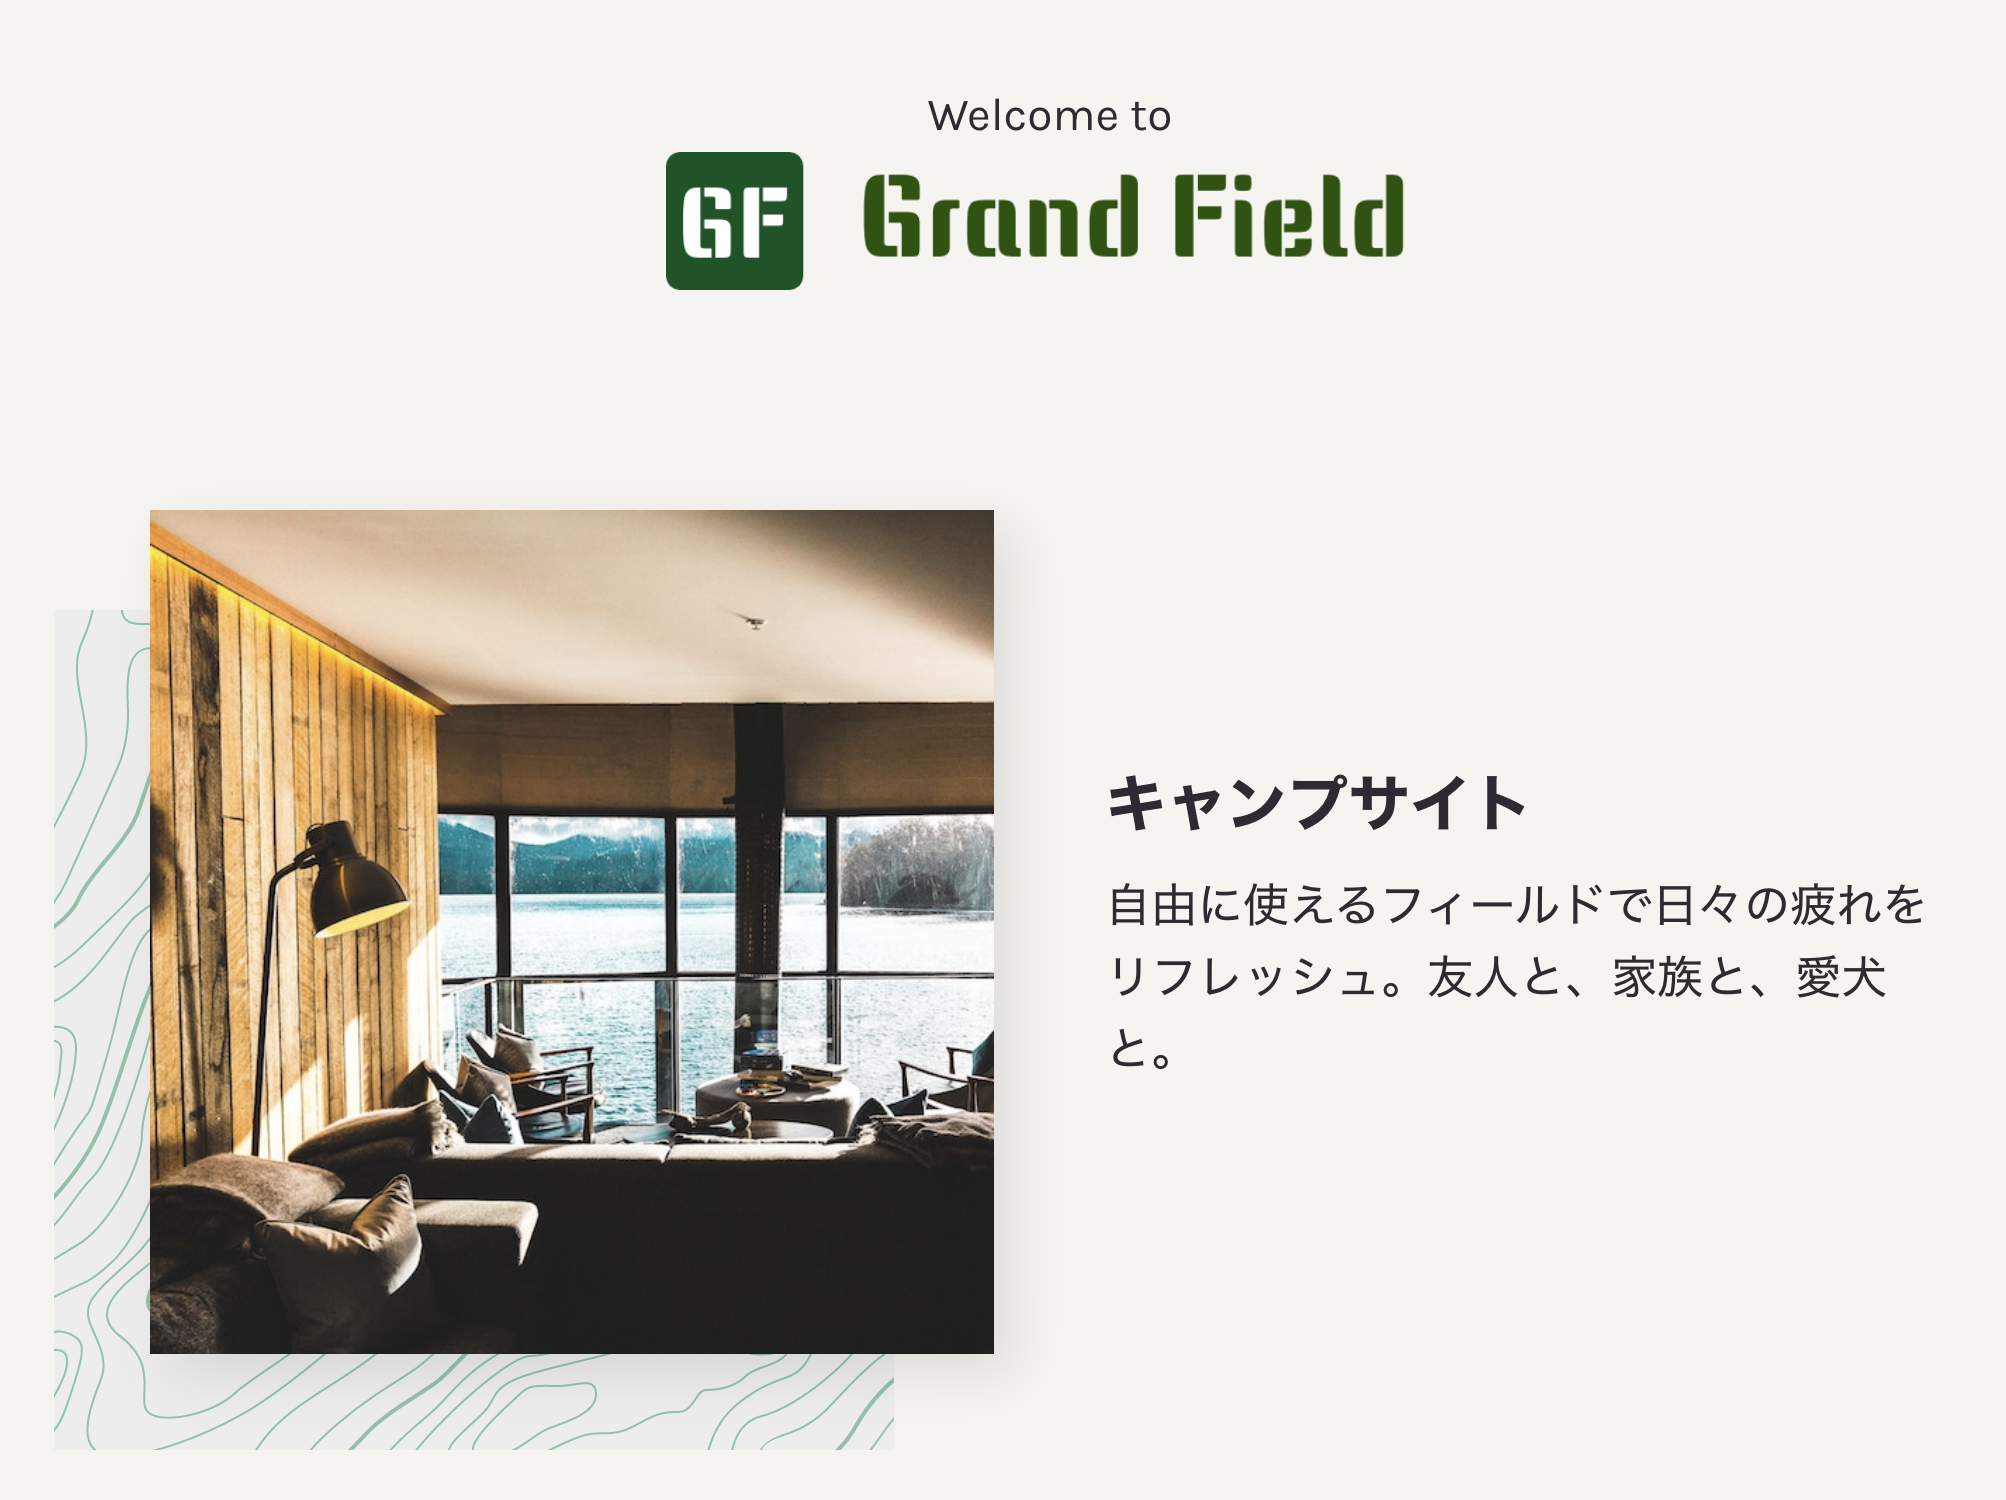 Welcome to
GF Grand Field
キャンプサイト
自由に使えるフィールドで日々の疲れを
リフレッシュ。友人と、家族と、愛犬
と。